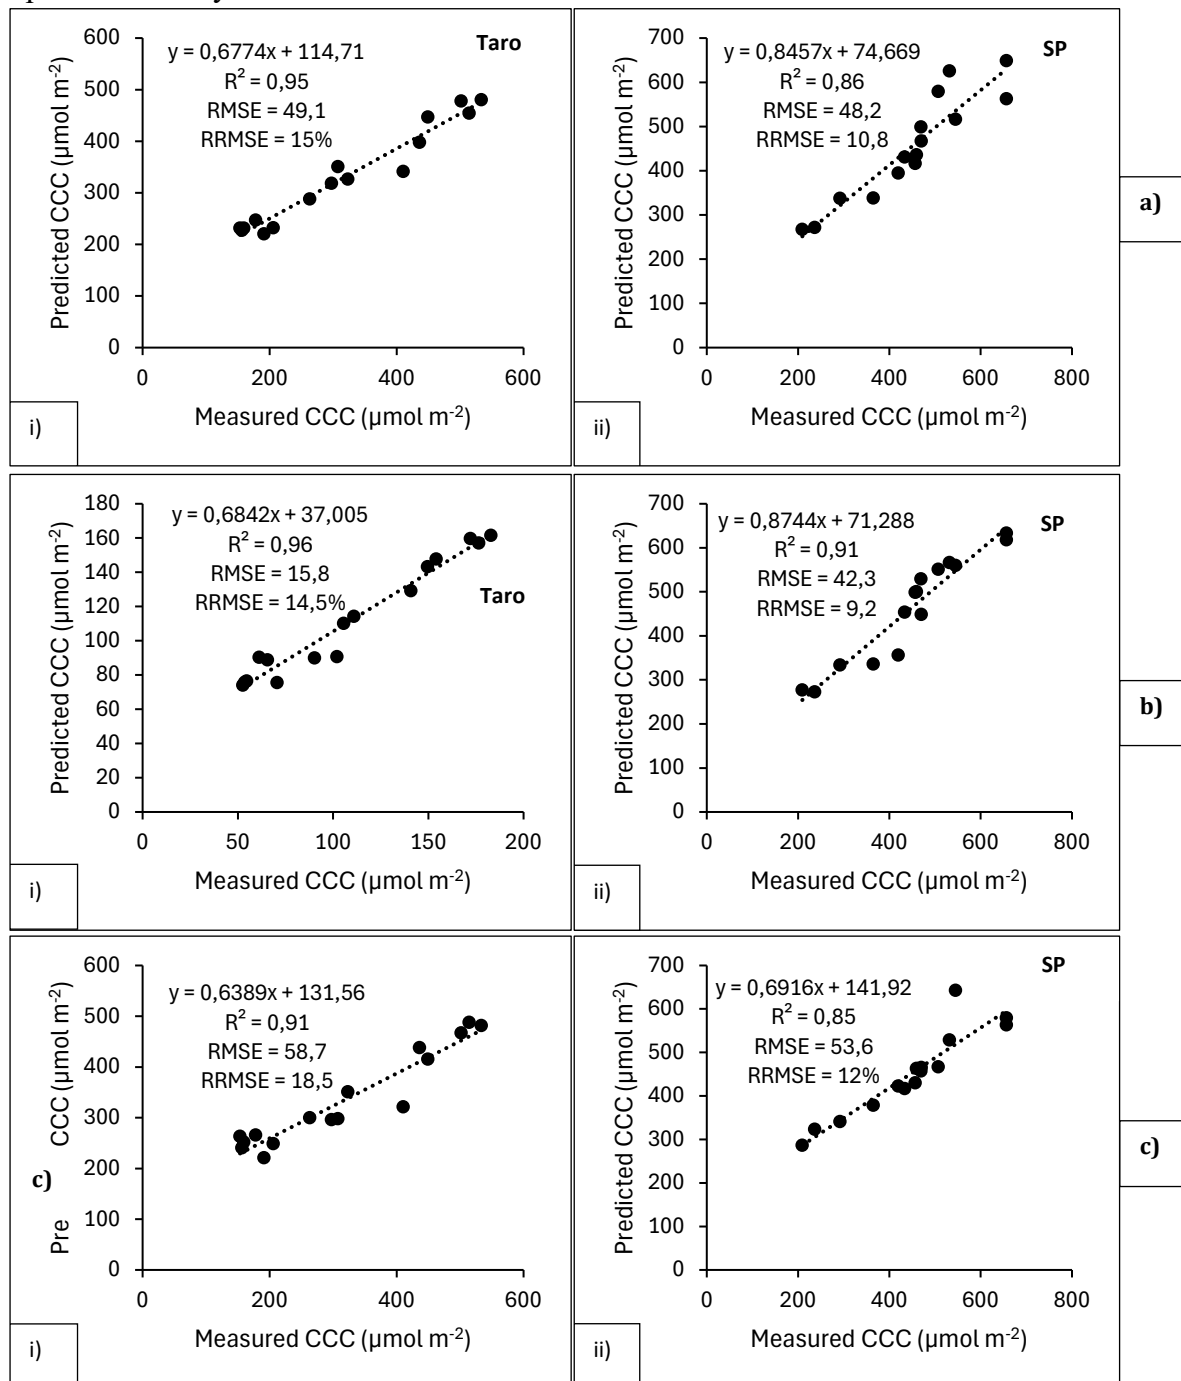 y = 0,6774x + 114,71
R² = 0,95
RMSE = 49,1
RRMSE = 15%
Taro
Predicted CCC (µmol m-2)
600
500
400
300
200
100
0
0 200 400 600
Measured CCC (µmol m-2)
i)
y = 0,8457x + 74,669
R² = 0,86
RMSE = 48,2
RRMSE = 10,8
SP
Predicted CCC (µmol m-2)
700
600
500
400
300
200
100
0
0 200 400 600 800
Measured CCC (µmol m-2)
ii)
a)
y = 0,6842x + 37,005
R² = 0,96
RMSE = 15,8
RRMSE = 14,5%
Taro
Predicted CCC (µmol m-2)
180
160
140
120
100
80
60
40
20
0
0 50 100 150 200
Measured CCC (µmol m-2)
i)
y = 0,8744x + 71,288
R² = 0,91
RMSE = 42,3
RRMSE = 9,2
SP
Predicted CCC (µmol m-2)
700
600
500
400
300
200
100
0
0 200 400 600 800
Measured CCC (µmol m-2)
ii)
b)
y = 0,6389x + 131,56
R² = 0,91
RMSE = 58,7
RRMSE = 18,5
Pre CCC (µmol m-2)
c)
600
500
400
300
200
100
0
0 200 400 600
Measured CCC (µmol m-2)
i)
y = 0,6916x + 141,92
R² = 0,85
RMSE = 53,6
RRMSE = 12%
SP
Predicted CCC (µmol m-2)
700
600
500
400
300
200
100
0
0 200 400 600 800
Measured CCC (µmol m-2)
ii)
c)